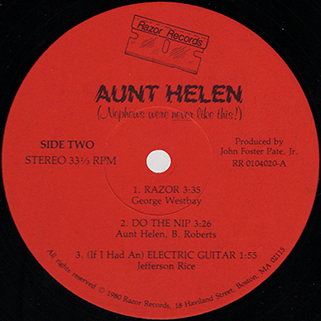 Razor Records
AUNT HELEN
(Nephews were never like this!)
SIDE TWO
STEREO 33⅓ RPM
Produced by
John Foster Pate, Jr.
RR 0104020-A
1. RAZOR 3:35
George Westbay
2. DO THE NIP 3:26
Aunt Helen, B. Roberts
3. (If I Had An) ELECTRIC GUITAR 1:55
Jefferson Rice
All rights reserved © 1980 Razor Records, 18 Haviland Street, Boston, MA 02115